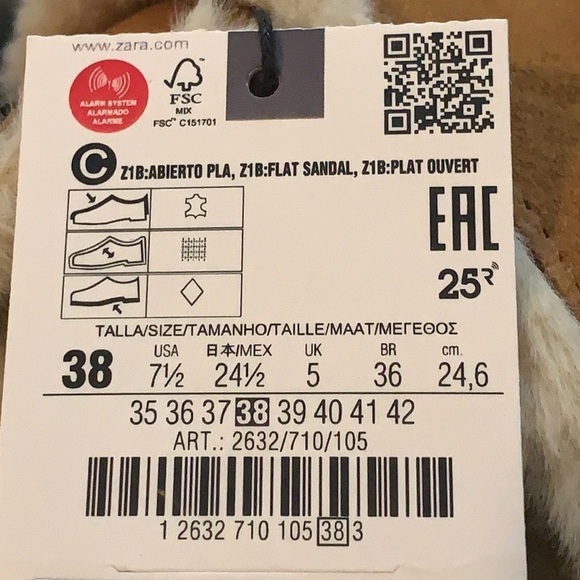 www.zara.com
ALARM SYSTEM
ALARMADO
ALARME
FSC
MIX
FSC™ C151701
C Z1B:ABIERTO PLA, Z1B:FLAT SANDAL, Z1B:PLAT OUVERT
EAC
25R
TALLA/SIZE/TAMANHO/TAILLE/MAAT/ΜΕΓΕΘΟΣ
USA 日本/MEX UK BR cm.
38 7½ 24½ 5 36 24,6
35 36 37 38 39 40 41 42
ART.: 2632/710/105
1 2632 710 105 38 3